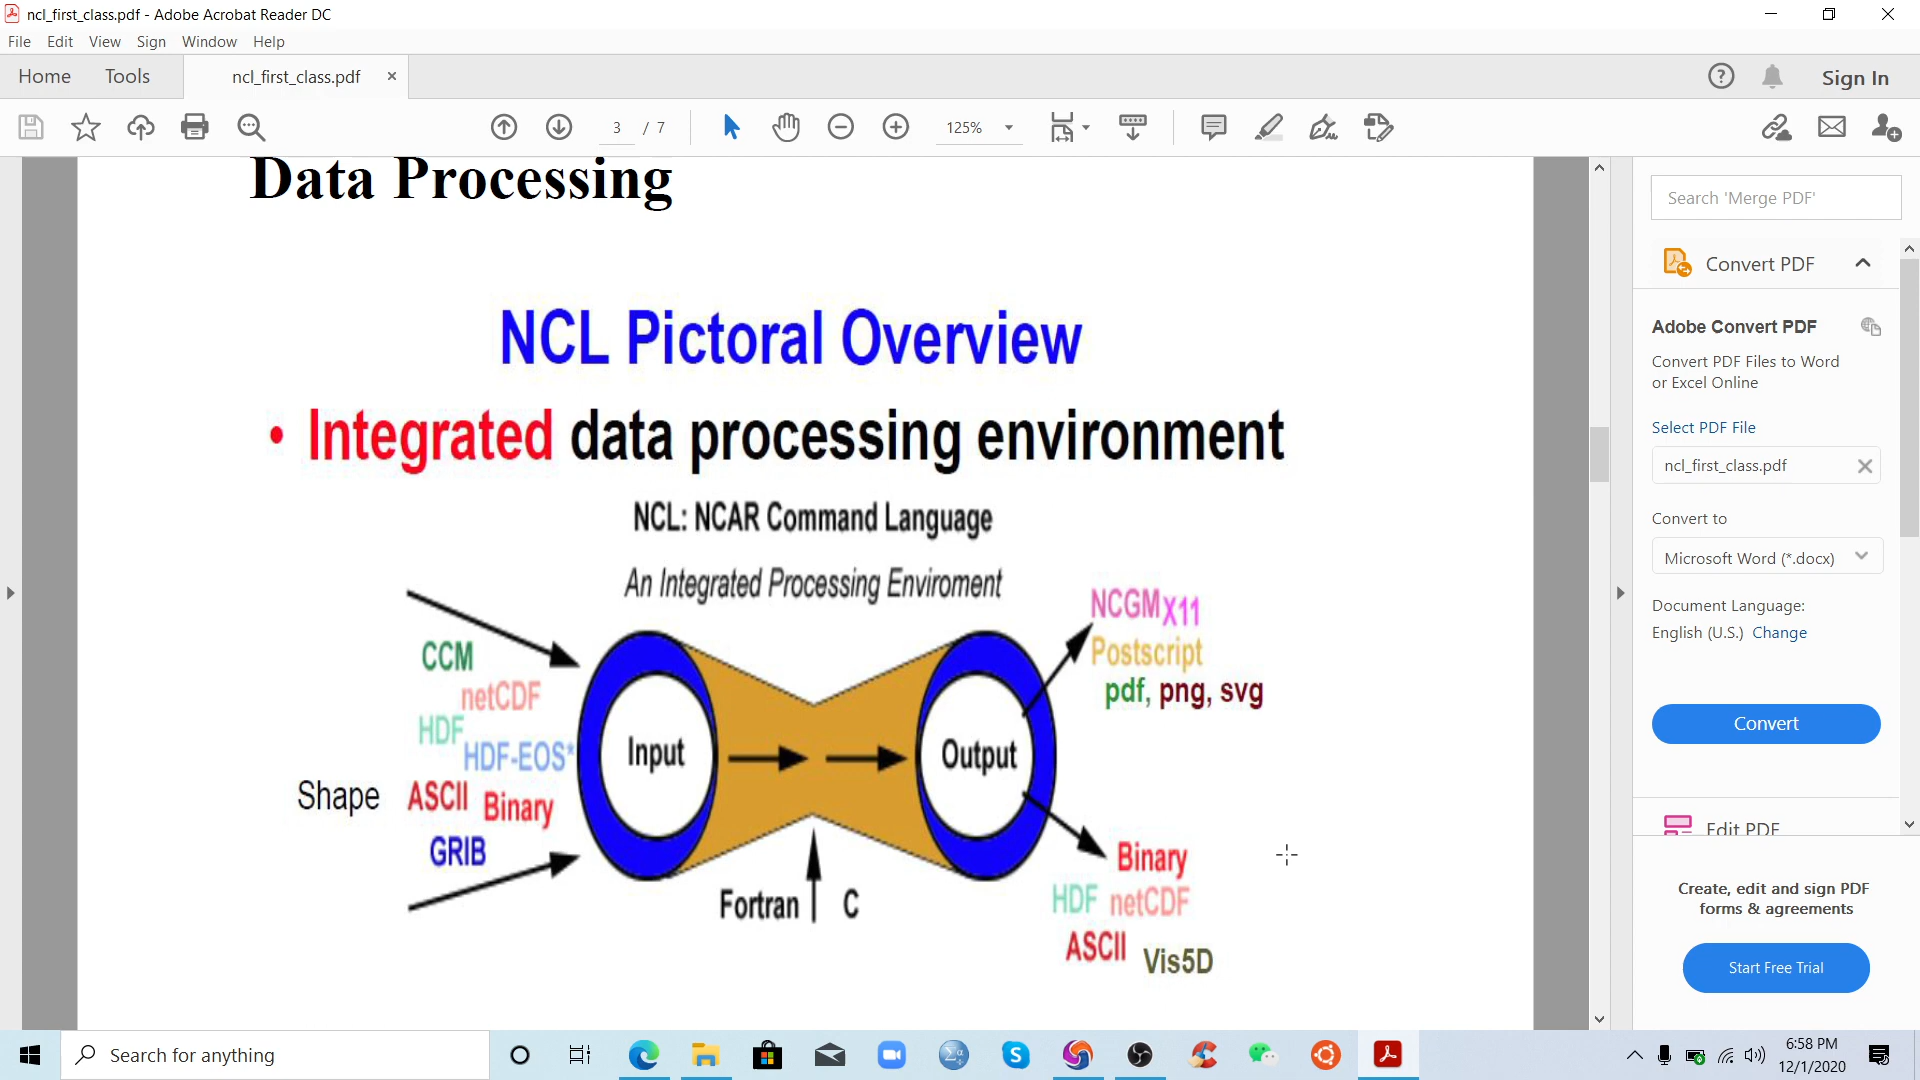 ncl_first_class.pdf - Adobe Acrobat Reader DC
File Edit View Sign Window Help
Home Tools ncl_first_class.pdf × Sign In
3 / 7 125%
Data Processing
NCL Pictoral Overview
• Integrated data processing environment
NCL: NCAR Command Language
An Integrated Processing Enviroment
CCM
netCDF
HDF
HDF-EOS*
Shape ASCII Binary
GRIB
Input
Output
Fortran C
NCGM X11
Postscript
pdf, png, svg
Binary
HDF netCDF
ASCII Vis5D
Search 'Merge PDF'
Convert PDF
Adobe Convert PDF
Convert PDF Files to Word
or Excel Online
Select PDF File
ncl_first_class.pdf
Convert to
Microsoft Word (*.docx)
Document Language:
English (U.S.) Change
Convert
Edit PDF
Create, edit and sign PDF
forms & agreements
Start Free Trial
Search for anything
6:58 PM
12/1/2020